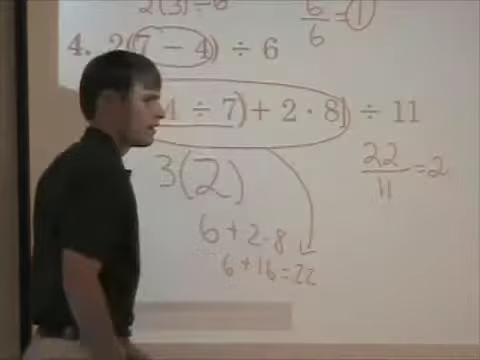 2(3) = 6
6/6 = 1
4. 2(7 − 4) ÷ 6
4 ÷ 7) + 2 · 8] ÷ 11
3(2)
22/11 = 2
6 + 2 · 8
6 + 16 = 22